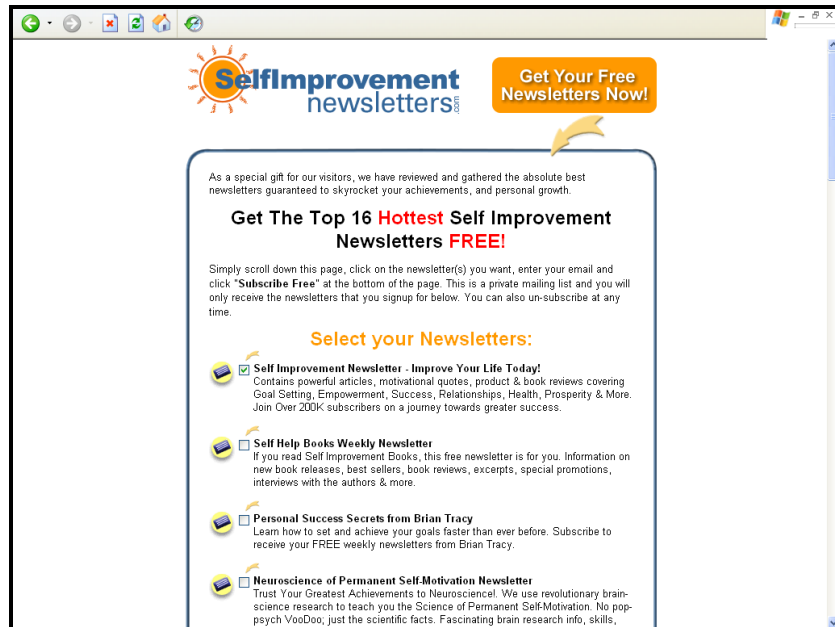 SelfImprovement
newsletters.com
Get Your Free
Newsletters Now!
As a special gift for our visitors, we have reviewed and gathered the absolute best
newsletters guaranteed to skyrocket your achievements, and personal growth.
Get The Top 16 Hottest Self Improvement
Newsletters FREE!
Simply scroll down this page, click on the newsletter(s) you want, enter your email and
click "Subscribe Free" at the bottom of the page. This is a private mailing list and you will
only receive the newsletters that you signup for below. You can also un-subscribe at any
time.
Select your Newsletters:
Self Improvement Newsletter - Improve Your Life Today!
Contains powerful articles, motivational quotes, product & book reviews covering
Goal Setting, Empowerment, Success, Relationships, Health, Prosperity & More.
Join Over 200K subscribers on a journey towards greater success.
Self Help Books Weekly Newsletter
If you read Self Improvement Books, this free newsletter is for you. Information on
new book releases, best sellers, book reviews, excerpts, special promotions,
interviews with the authors & more.
Personal Success Secrets from Brian Tracy
Learn how to set and achieve your goals faster than ever before. Subscribe to
receive your FREE weekly newsletters from Brian Tracy.
Neuroscience of Permanent Self-Motivation Newsletter
Trust Your Greatest Achievements to Neuroscience!. We use revolutionary brain-
science research to teach you the Science of Permanent Self-Motivation. No pop-
psych VooDoo; just the scientific facts. Fascinating brain research info, skills,